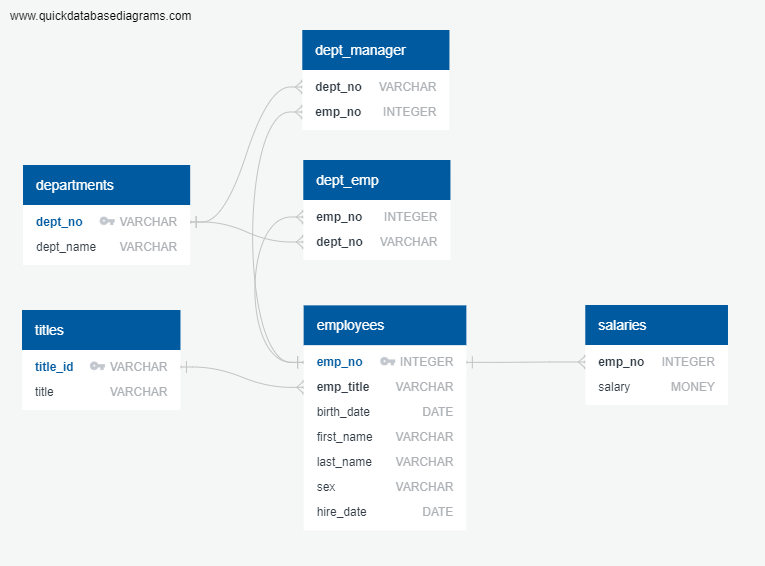 www.quickdatabasediagrams.com
dept_manager
dept_no VARCHAR
emp_no INTEGER
departments
dept_no VARCHAR
dept_name VARCHAR
dept_emp
emp_no INTEGER
dept_no VARCHAR
titles
title_id VARCHAR
title VARCHAR
employees
emp_no INTEGER
emp_title VARCHAR
birth_date DATE
first_name VARCHAR
last_name VARCHAR
sex VARCHAR
hire_date DATE
salaries
emp_no INTEGER
salary MONEY